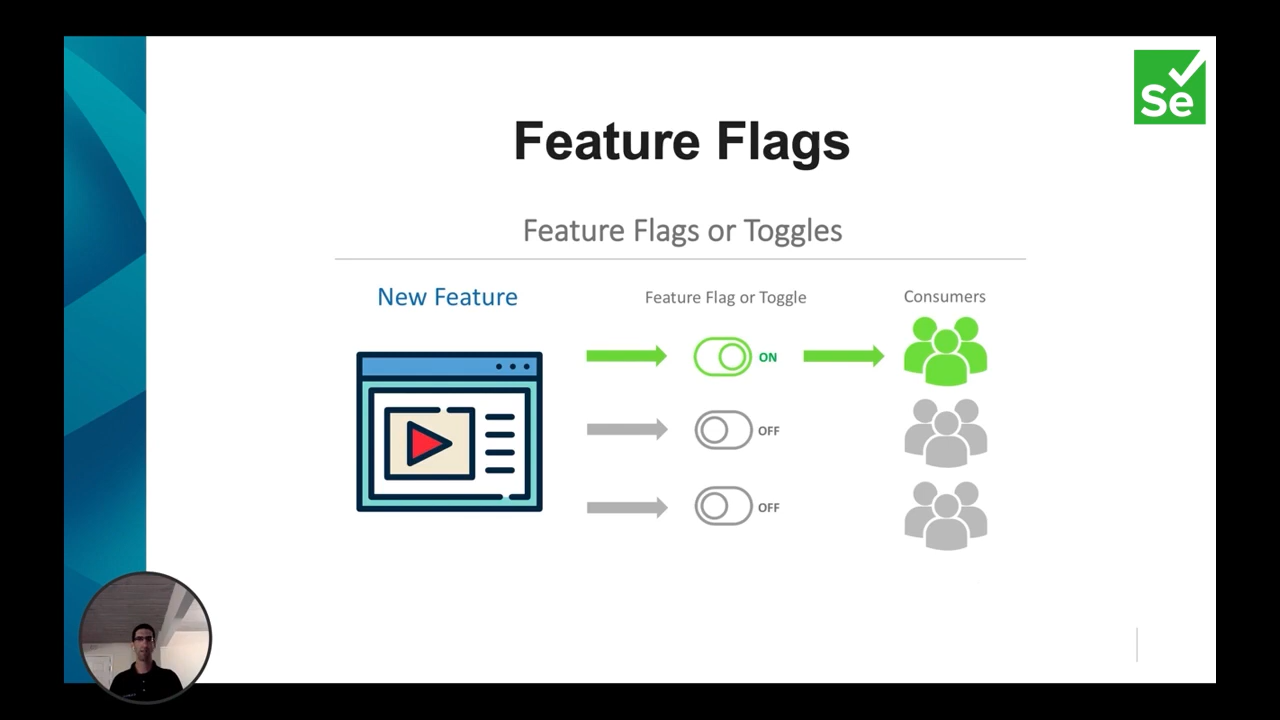 Se
Feature Flags
Feature Flags or Toggles
New Feature
Feature Flag or Toggle
Consumers
ON
OFF
OFF